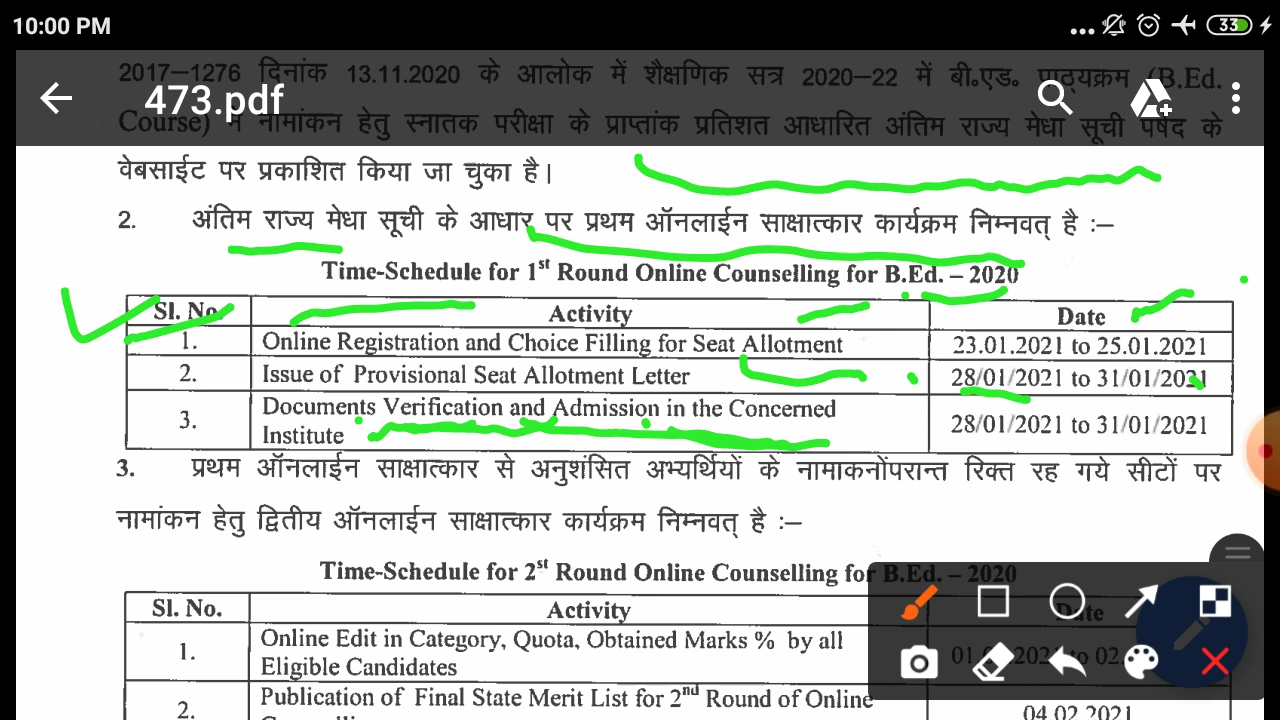 10:00 PM
33
2017–1276 दिनांक 13.11.2020 के आलोक में शैक्षणिक सत्र 2020–22 में बी०एड० पाठ्यक्रम (B.Ed.
473.pdf
Course) में नामांकन हेतु स्नातक परीक्षा के प्राप्तांक प्रतिशत आधारित अंतिम राज्य मेधा सूची पर्षद के
वेबसाईट पर प्रकाशित किया जा चुका है।
2. अंतिम राज्य मेधा सूची के आधार पर प्रथम ऑनलाईन साक्षात्कार कार्यक्रम निम्नवत् है :–
Time-Schedule for 1st Round Online Counselling for B.Ed. – 2020
Sl. No. Activity Date
1. Online Registration and Choice Filling for Seat Allotment 23.01.2021 to 25.01.2021
2. Issue of Provisional Seat Allotment Letter 28/01/2021 to 31/01/2021
3. Documents Verification and Admission in the Concerned Institute 28/01/2021 to 31/01/2021
3. प्रथम ऑनलाईन साक्षात्कार से अनुशंसित अभ्यर्थियों के नामाकनोंपरान्त रिक्त रह गये सीटों पर
नामांकन हेतु द्वितीय ऑनलाईन साक्षात्कार कार्यक्रम निम्नवत् है :–
Time-Schedule for 2st Round Online Counselling for B.Ed. – 2020
Sl. No. Activity Date
1. Online Edit in Category, Quota, Obtained Marks % by all Eligible Candidates
2. Publication of Final State Merit List for 2nd Round of Online 04.02.2021